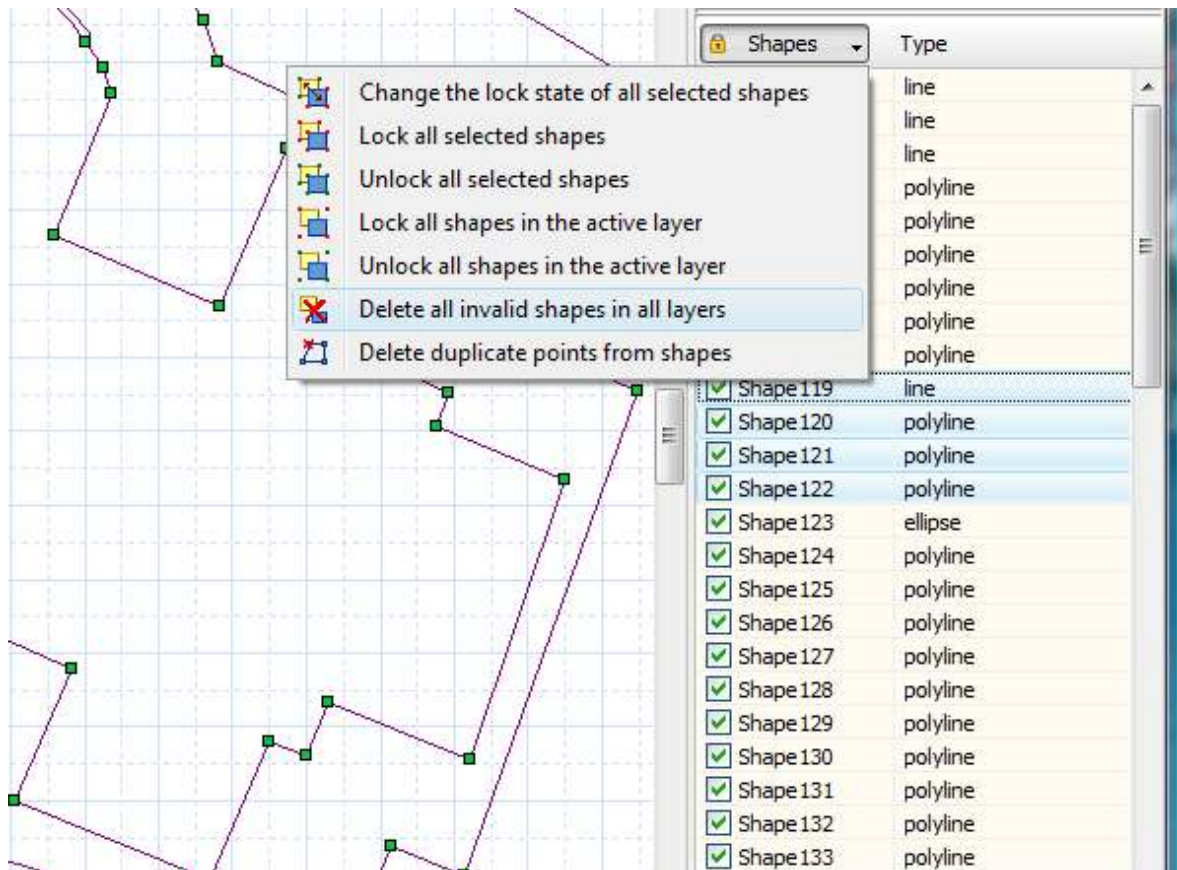 Shapes Type
Change the lock state of all selected shapes line
Lock all selected shapes line
line
Unlock all selected shapes polyline
Lock all shapes in the active layer polyline
Unlock all shapes in the active layer polyline
polyline
Delete all invalid shapes in all layers polyline
Delete duplicate points from shapes polyline
Shape119 line
Shape120 polyline
Shape121 polyline
Shape122 polyline
Shape123 ellipse
Shape124 polyline
Shape125 polyline
Shape126 polyline
Shape127 polyline
Shape128 polyline
Shape129 polyline
Shape130 polyline
Shape131 polyline
Shape132 polyline
Shape133 polyline